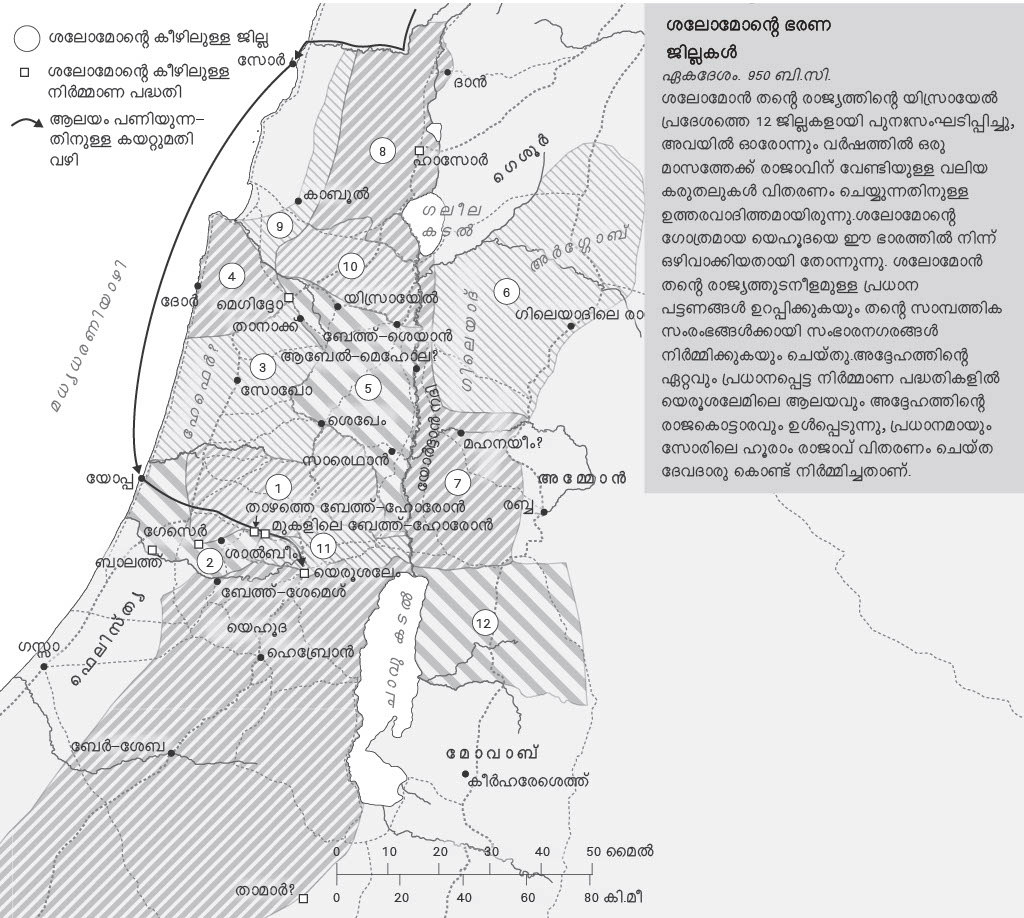 ശലോമോന്റെ കീഴിലുള്ള ജില്ല
ശലോമോന്റെ കീഴിലുള്ള
നിർമ്മാണ പദ്ധതി
ആലയം പണിയുന്ന–
തിനുള്ള കയറ്റുമതി
വഴി
ശലോമോന്റെ ഭരണ
ജില്ലകൾ
ഏകദേശം. 950 ബി.സി.
ശലോമോൻ തന്റെ രാജ്യത്തിന്റെ യിസ്രായേൽ
പ്രദേശത്തെ 12 ജില്ലകളായി പുനഃസംഘടിപ്പിച്ചു,
അവയിൽ ഓരോന്നും വർഷത്തിൽ ഒരു
മാസത്തേക്ക് രാജാവിന് വേണ്ടിയുള്ള വലിയ
കരുതലുകൾ വിതരണം ചെയ്യുന്നതിനുള്ള
ഉത്തരവാദിത്തമായിരുന്നു.ശലോമോന്റെ
ഗോത്രമായ യെഹൂദയെ ഈ ഭാരത്തിൽ നിന്ന്
ഒഴിവാക്കിയതായി തോന്നുന്നു. ശലോമോൻ
തന്റെ രാജ്യത്തുടനീളമുള്ള പ്രധാന
പട്ടണങ്ങൾ ഉറപ്പിക്കുകയും തന്റെ സാമ്പത്തിക
സംരംഭങ്ങൾക്കായി സംഭാരനഗരങ്ങൾ
നിർമ്മിക്കുകയും ചെയ്തു.അദ്ദേഹത്തിന്റെ
ഏറ്റവും പ്രധാനപ്പെട്ട നിർമ്മാണ പദ്ധതികളിൽ
യെരൂശലേമിലെ ആലയവും അദ്ദേഹത്തിന്റെ
രാജകൊട്ടാരവും ഉൾപ്പെടുന്നു, പ്രധാനമായും
സോരിലെ ഹൂരാം രാജാവ് വിതരണം ചെയ്ത
ദേവദാരു കൊണ്ട് നിർമ്മിച്ചതാണ്.
സോർ
ദാൻ
8
ഹാസോർ
ഗെശൂർ
കാബൂൽ
ഗലീല
കടൽ
9
അർഗ്ഗോബ്
10
4
6
ദോർ
മെഗിദ്ദോ
യിസ്രായേൽ
ഗിലെയാദിലെ രാ
താനാക്ക്
ബേത്ത്–ശെയാൻ
ഗിലെയാദ്
മധ്യധരണിയാഴി
ആബേൽ–മെഹോല?
ഹേഫെർ?
3
5
സോഖോ
ശെഖേം
യോർദ്ദാൻ നദി
മഹനയീം?
സാരെഥാൻ
യോപ്പ
1
7
അമ്മോൻ
താഴത്തെ ബേത്ത്–ഹോരോൻ
രബ്ബ
മുകളിലെ ബേത്ത്–ഹോരോൻ
ഗേസെർ
ശാൽബീം
11
ബാലത്ത്
2
യെരൂശലേം
ബേത്ത്–ശേമെശ്
ഫെലിസ്ത്യ
12
യെഹൂദ
ഗസ്സാ
ഹെബ്രോൻ
ചാവു കടൽ
ബേർ–ശേബ
മോവാബ്
കീർഹരേശെത്ത്
താമാർ?
0 10 20 30 40 50 മൈൽ
0 20 40 60 80 കി.മീ